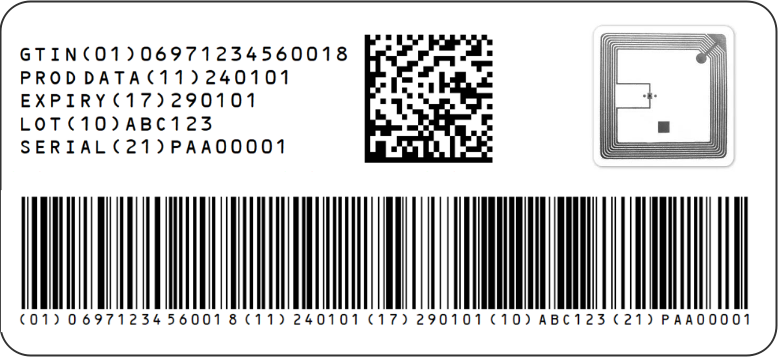 GTIN(01)06971234560018
PROD DATA(11)240101
EXPIRY(17)290101
LOT(10)ABC123
SERIAL(21)PAA00001
(01)06971234560018(11)240101(17)290101(10)ABC123(21)PAA00001